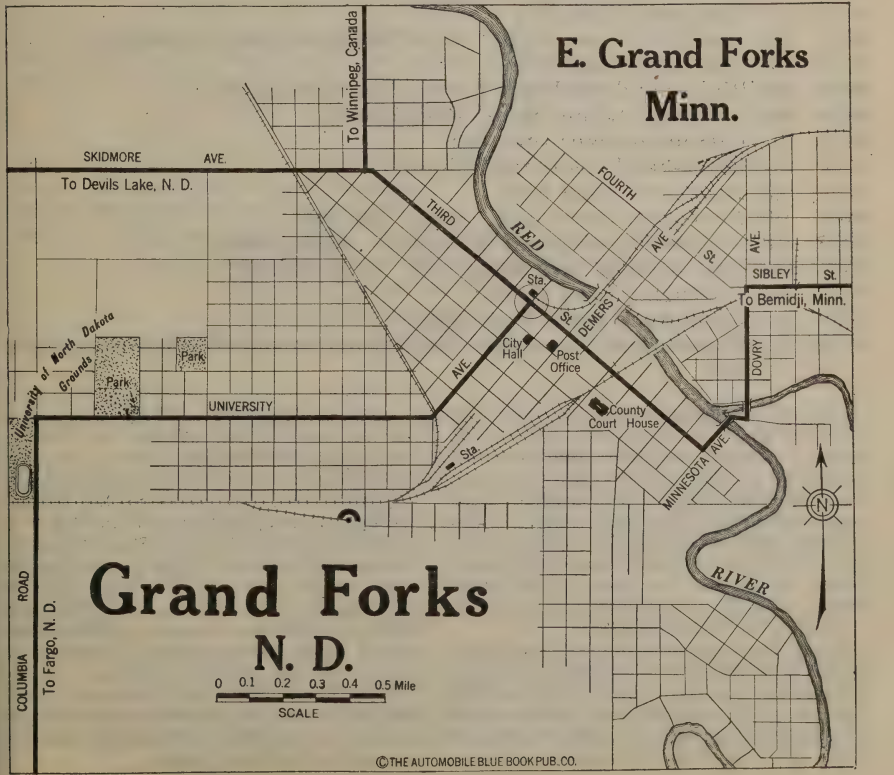 To Winnipeg, Canada
E. Grand Forks
Minn.
SKIDMORE AVE.
To Devils Lake, N. D.
THIRD
St.
FOURTH
St.
RED
AVE
AVE.
SIBLEY St.
To Bemidji, Minn.
Sta.
DEMERS
City
Hall
Post
Office
DOVRY
University of North Dakota
Grounds
Park
Park
AVE.
UNIVERSITY
County
Court House
Sta
MINNESOTA AVE.
N
RIVER
COLUMBIA ROAD
To Fargo, N. D.
Grand Forks
N. D.
0 0.1 0.2 0.3 0.4 0.5 Mile
SCALE
©THE AUTOMOBILE BLUE BOOK PUB. CO.